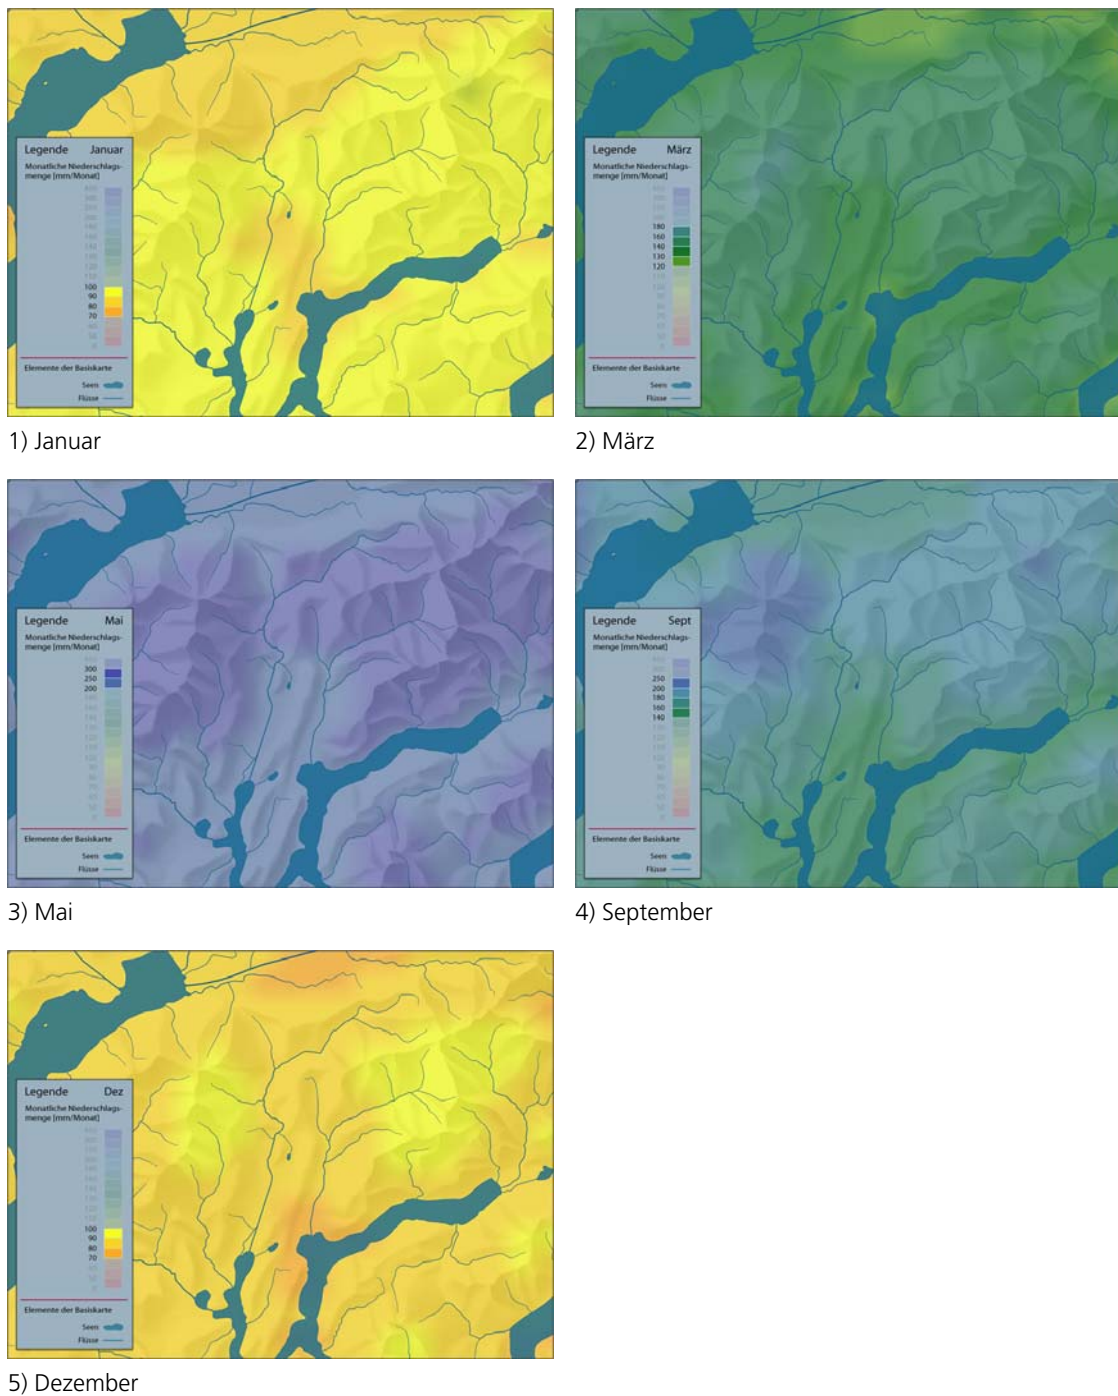 Legende Januar
Monatliche Niederschlags-
menge [mm/Monat]
100
90
80
70
Elemente der Basiskarte
Seen
Flüsse
1) Januar
Legende März
Monatliche Niederschlags-
menge [mm/Monat]
180
160
140
130
120
Elemente der Basiskarte
Seen
Flüsse
2) März
Legende Mai
Monatliche Niederschlags-
menge [mm/Monat]
300
250
200
Elemente der Basiskarte
Seen
Flüsse
3) Mai
Legende Sept
Monatliche Niederschlags-
menge [mm/Monat]
250
200
180
160
140
Elemente der Basiskarte
Seen
Flüsse
4) September
Legende Dez
Monatliche Niederschlags-
menge [mm/Monat]
100
90
80
70
Elemente der Basiskarte
Seen
Flüsse
5) Dezember